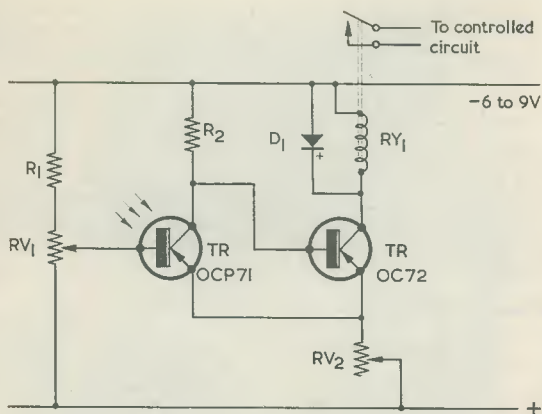 To controlled
circuit
-6 to 9V
R1
R2
D1
+
RY1
RV1
TR
OCP71
TR
OC72
RV2
+